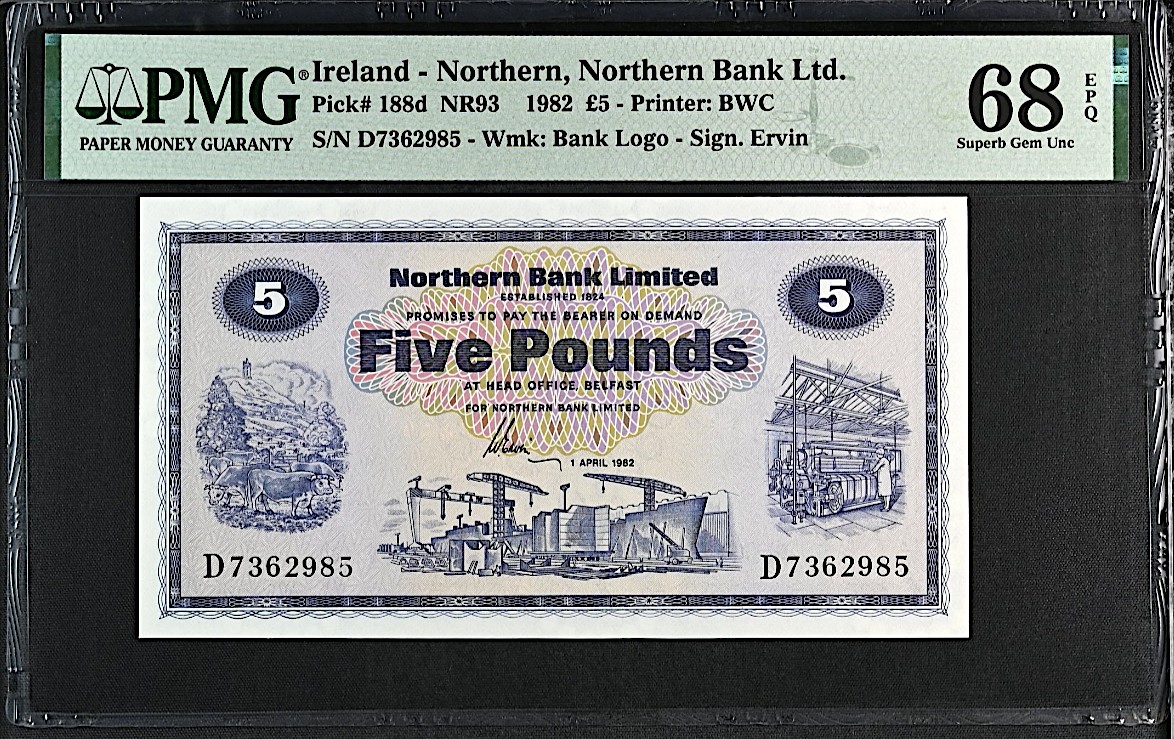 PMG®
PAPER MONEY GUARANTY
Ireland - Northern, Northern Bank Ltd.
Pick# 188d NR93 1982 £5 - Printer: BWC
S/N D7362985 - Wmk: Bank Logo - Sign. Ervin
68
EPQ
Superb Gem Unc
5
5
Northern Bank Limited
ESTABLISHED 1824
PROMISES TO PAY THE BEARER ON DEMAND
Five Pounds
AT HEAD OFFICE, BELFAST
FOR NORTHERN BANK LIMITED
1 APRIL 1982
D7362985
D7362985